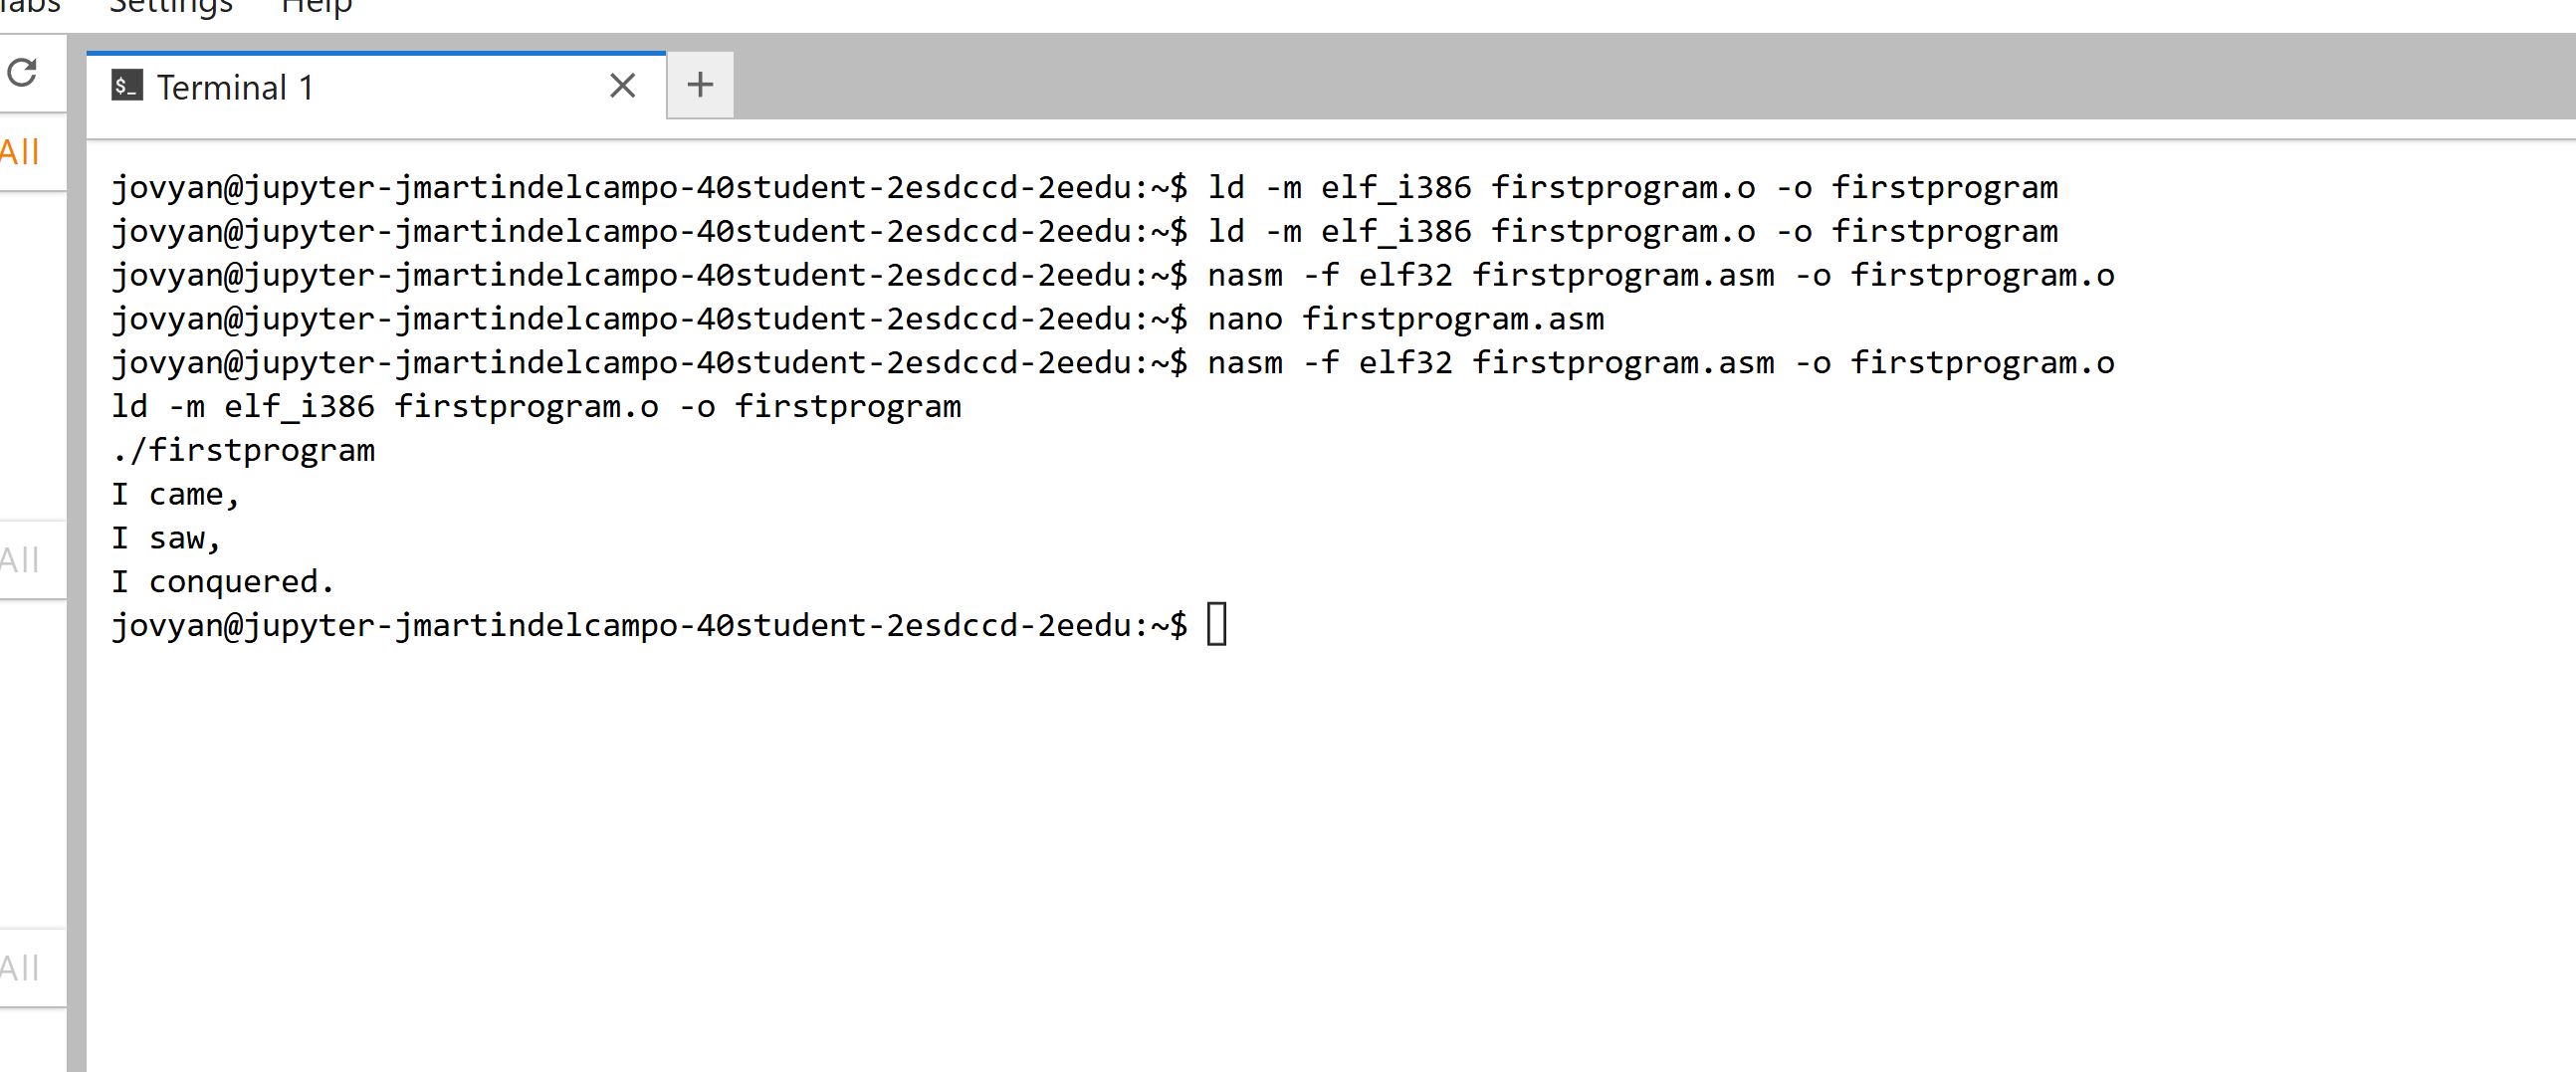 Settings Help
$_ Terminal 1
All
jovyan@jupyter-jmartindelcampo-40student-2esdccd-2eedu:~$ ld -m elf_i386 firstprogram.o -o firstprogram
jovyan@jupyter-jmartindelcampo-40student-2esdccd-2eedu:~$ ld -m elf_i386 firstprogram.o -o firstprogram
jovyan@jupyter-jmartindelcampo-40student-2esdccd-2eedu:~$ nasm -f elf32 firstprogram.asm -o firstprogram.o
jovyan@jupyter-jmartindelcampo-40student-2esdccd-2eedu:~$ nano firstprogram.asm
jovyan@jupyter-jmartindelcampo-40student-2esdccd-2eedu:~$ nasm -f elf32 firstprogram.asm -o firstprogram.o
ld -m elf_i386 firstprogram.o -o firstprogram
./firstprogram
I came,
I saw,
All
I conquered.
jovyan@jupyter-jmartindelcampo-40student-2esdccd-2eedu:~$
All